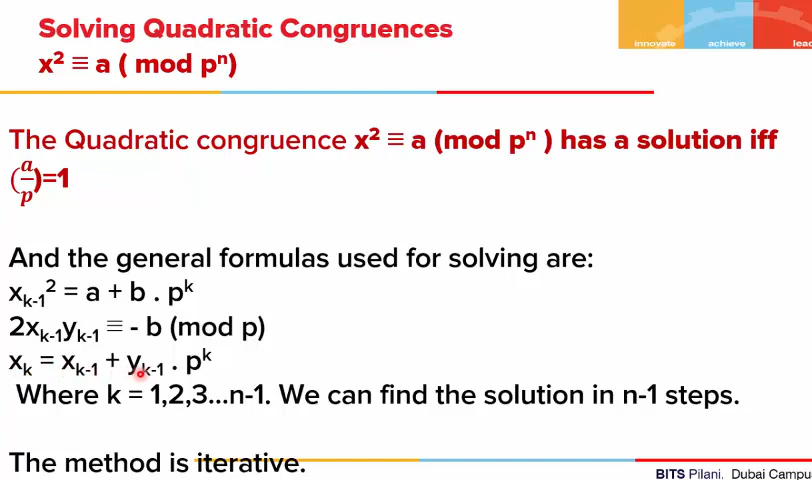 Solving Quadratic Congruences
x² ≡ a ( mod pⁿ)
innovate achieve lead
The Quadratic congruence x² ≡ a (mod pⁿ ) has a solution iff
(a/p)=1
And the general formulas used for solving are:
xₖ₋₁² = a + b . pᵏ
2xₖ₋₁yₖ₋₁ ≡ - b (mod p)
xₖ = xₖ₋₁ + yₖ₋₁ . pᵏ
Where k = 1,2,3...n-1. We can find the solution in n-1 steps.
The method is iterative.
BITS Pilani, Dubai Campu